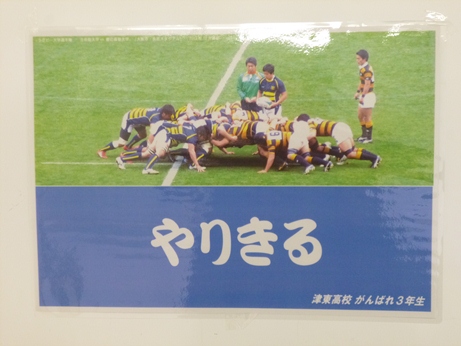 やりきる
津東高校 がんばれ3年生